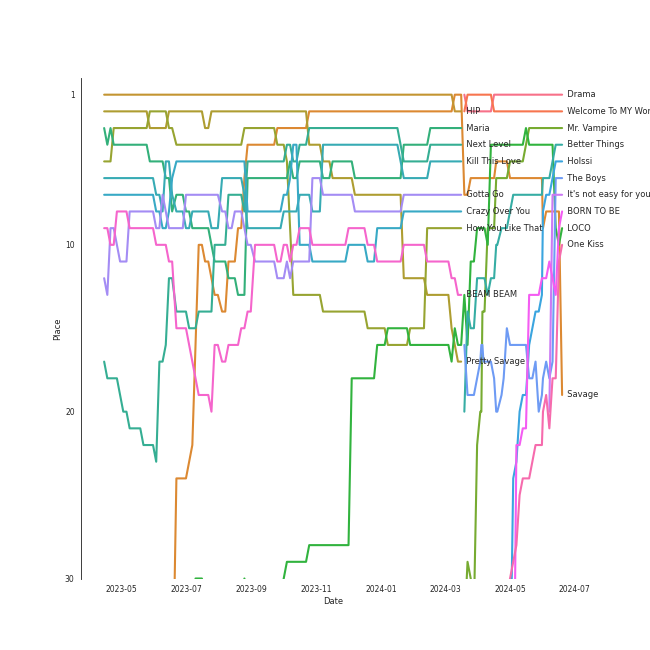 1
10
20
30
Place
2023-05
2023-07
2023-09
2023-11
2024-01
2024-03
2024-05
2024-07
Date
HIP
Maria
Next Level
Kill This Love
Gotta Go
Crazy Over You
How You Like That
BEAM BEAM
Pretty Savage
Drama
Welcome To MY Wor
Mr. Vampire
Better Things
Holssi
The Boys
It's not easy for you
BORN TO BE
LOCO
One Kiss
Savage